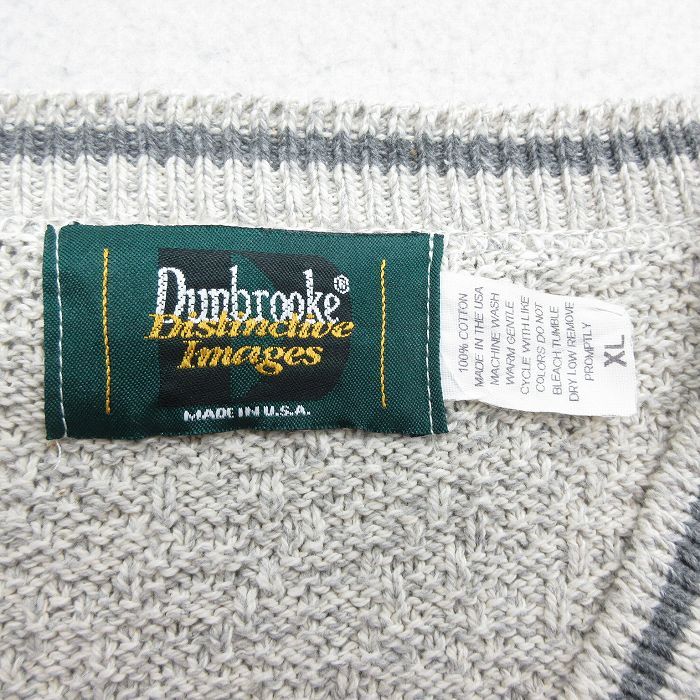 Dunbrooke®
Distinctive
Images
MADE IN U.S.A.
100% COTTON
MADE IN THE USA
MACHINE WASH
WARM GENTLE
CYCLE WITH LIKE
COLORS DO NOT
BLEACH TUMBLE
DRY LOW REMOVE
PROMPTLY
XL